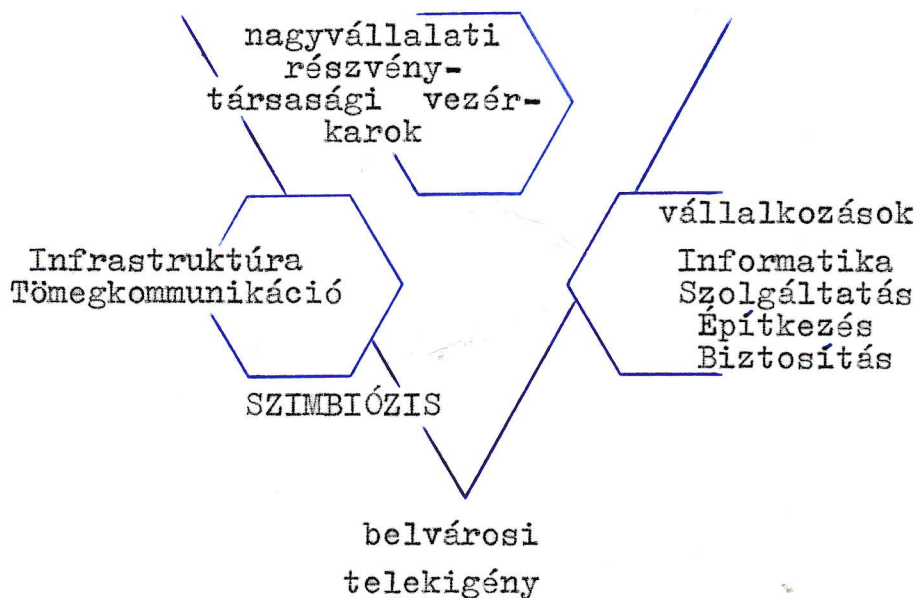 nagyvállalati
részvény-
társasági vezér-
karok
Infrastruktúra
Tömegkommunikáció
vállalkozások
Informatika
Szolgáltatás
Építkezés
Biztosítás
SZIMBIÓZIS
belvárosi
telekigény